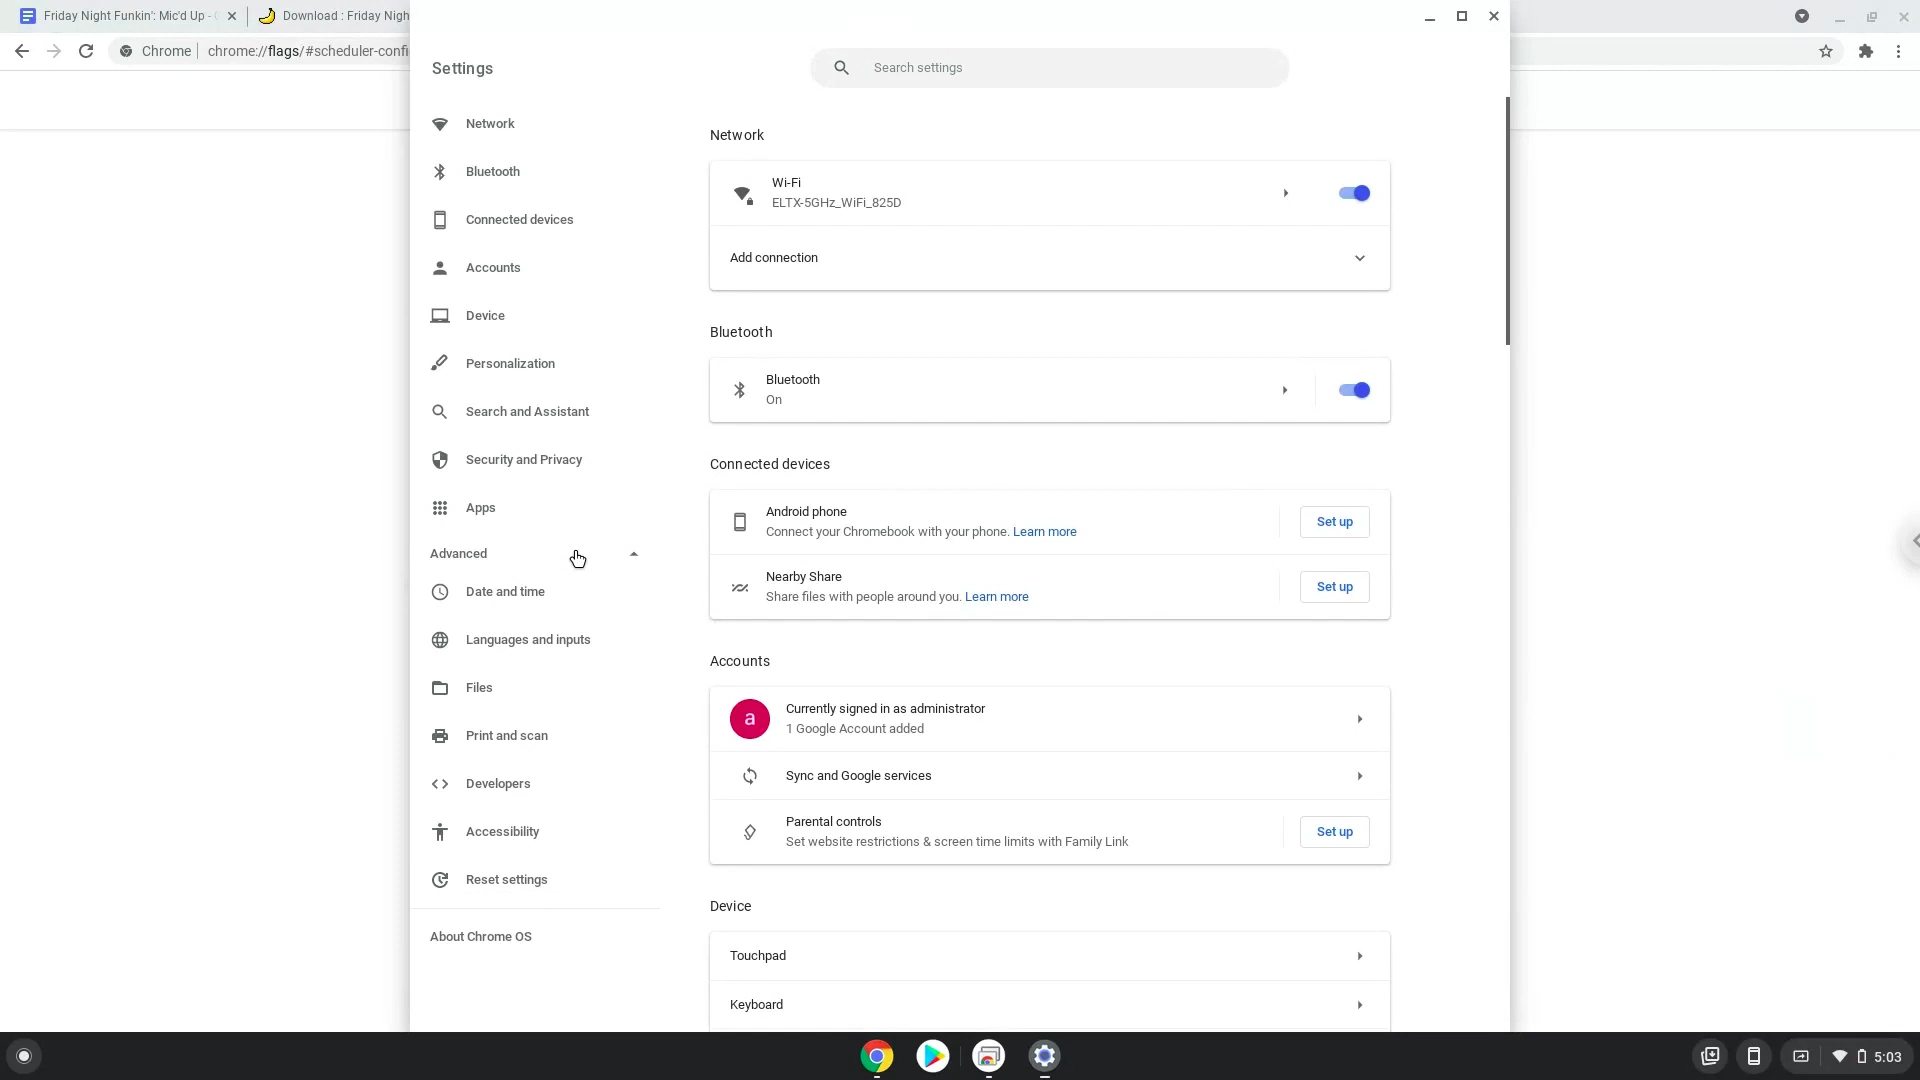 Friday Night Funkin': Mic'd Up -
Download : Friday Nigh
Chrome
chrome://flags/#scheduler-confi
Settings
Search settings
Network
Bluetooth
Connected devices
Accounts
Device
Personalization
Search and Assistant
Security and Privacy
Apps
Advanced
Date and time
Languages and inputs
Files
Print and scan
Developers
Accessibility
Reset settings
About Chrome OS
Network
Wi-Fi
ELTX-5GHz_WiFi_825D
Add connection
Bluetooth
Bluetooth
On
Connected devices
Android phone
Connect your Chromebook with your phone. Learn more
Set up
Nearby Share
Share files with people around you. Learn more
Set up
Accounts
a
Currently signed in as administrator
1 Google Account added
Sync and Google services
Parental controls
Set website restrictions & screen time limits with Family Link
Set up
Device
Touchpad
Keyboard
5:03